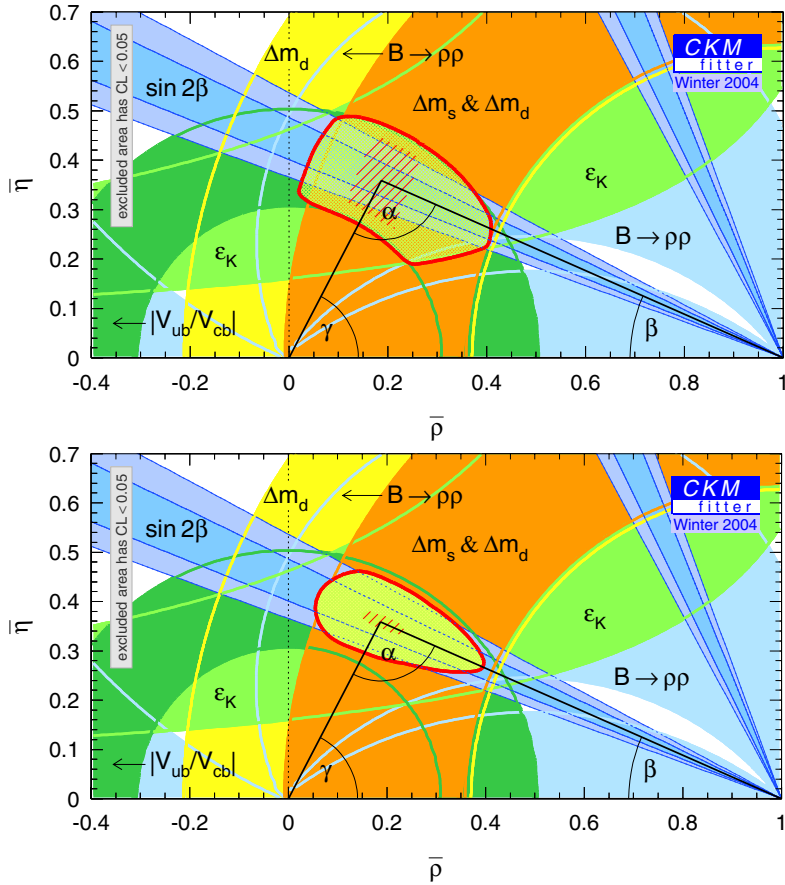 0.7
0.6
0.5
0.4
0.3
0.2
0.1
0
-0.4
-0.2
0
0.2
0.4
0.6
0.8
1
η̅
ρ̅
excluded area has CL < 0.05
sin 2β
Δm_d
B → ρρ
Δm_s & Δm_d
CKM
fitter
Winter 2004
ε_K
ε_K
B → ρρ
|V_ub/V_cb|
α
γ
β
0.7
0.6
0.5
0.4
0.3
0.2
0.1
0
-0.4
-0.2
0
0.2
0.4
0.6
0.8
1
η̅
ρ̅
excluded area has CL < 0.05
sin 2β
Δm_d
B → ρρ
Δm_s & Δm_d
CKM
fitter
Winter 2004
ε_K
ε_K
B → ρρ
|V_ub/V_cb|
α
γ
β